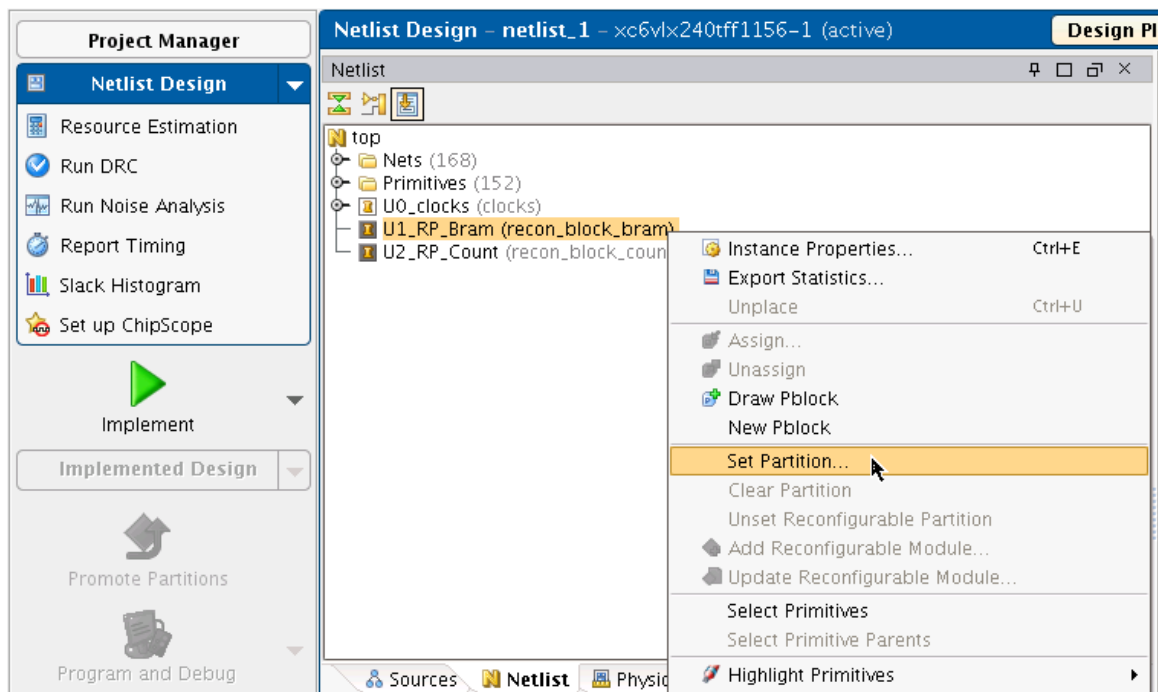 Project Manager
Netlist Design
Resource Estimation
Run DRC
Run Noise Analysis
Report Timing
Slack Histogram
Set up ChipScope
Implement
Implemented Design
Promote Partitions
Program and Debug
Netlist Design - netlist_1 - xc6vlx240tff1156-1 (active)
Design Pl
Netlist
top
Nets (168)
Primitives (152)
U0_clocks (clocks)
U1_RP_Bram (recon_block_bram)
U2_RP_Count (recon_block_coun
Instance Properties... Ctrl+E
Export Statistics...
Unplace Ctrl+U
Assign...
Unassign
Draw Pblock
New Pblock
Set Partition...
Clear Partition
Unset Reconfigurable Partition
Add Reconfigurable Module...
Update Reconfigurable Module...
Select Primitives
Select Primitive Parents
Highlight Primitives
Sources Netlist Physic